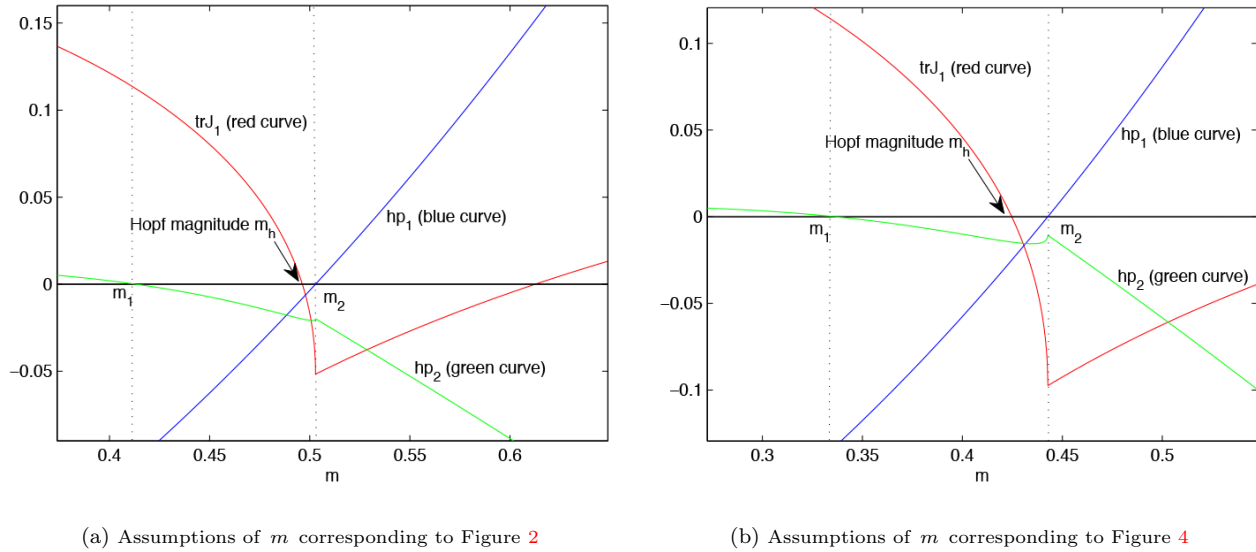 0.15
0.1
0.05
0
−0.05
trJ₁ (red curve)
Hopf magnitude mₕ
hp₁ (blue curve)
m₁
m₂
hp₂ (green curve)
0.4
0.45
0.5
0.55
0.6
m
(a) Assumptions of m corresponding to Figure 2
0.1
0.05
0
−0.05
−0.1
trJ₁ (red curve)
Hopf magnitude mₕ
hp₁ (blue curve)
m₁
m₂
hp₂ (green curve)
0.3
0.35
0.4
0.45
0.5
m
(b) Assumptions of m corresponding to Figure 4